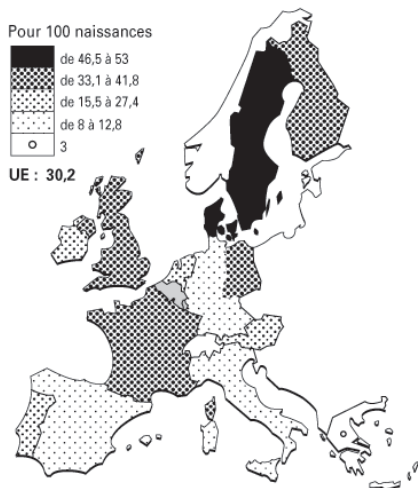 Pour 100 naissances
de 46,5 à 53
de 33,1 à 41,8
de 15,5 à 27,4
de 8 à 12,8
3
UE : 30,2